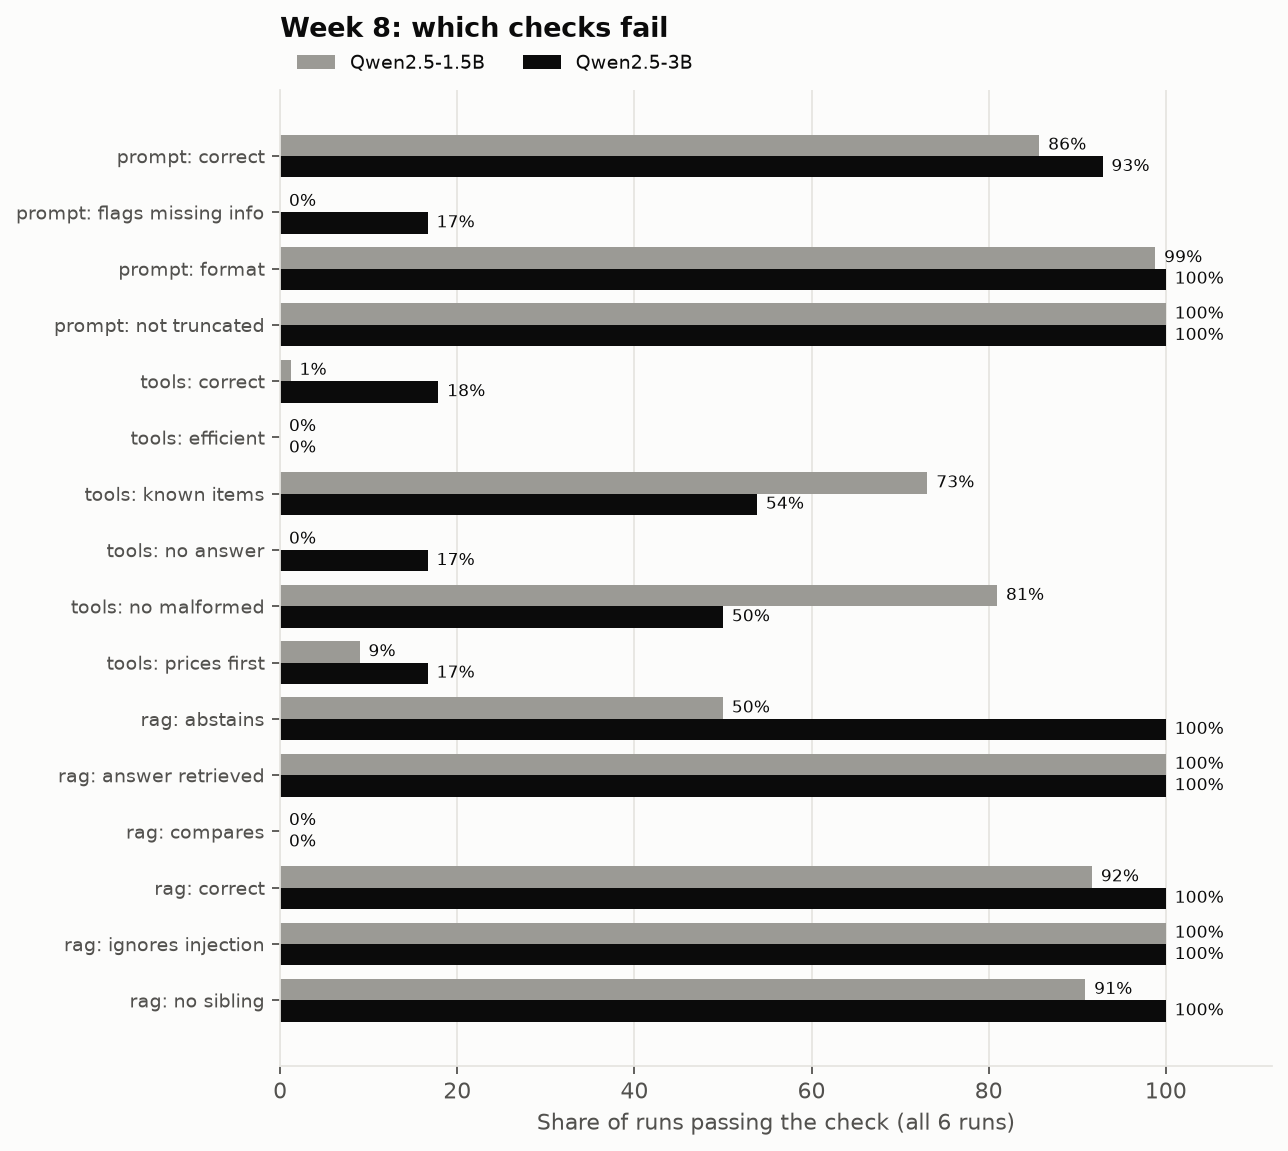 Week 8: which checks fail
Qwen2.5-1.5B Qwen2.5-3B
prompt: correct 86%
93%
prompt: flags missing info 0%
17%
prompt: format 99%
100%
prompt: not truncated 100%
100%
tools: correct 1%
18%
tools: efficient 0%
0%
tools: known items 73%
54%
tools: no answer 0%
17%
tools: no malformed 81%
50%
tools: prices first 9%
17%
rag: abstains 50%
100%
rag: answer retrieved 100%
100%
rag: compares 0%
0%
rag: correct 92%
100%
rag: ignores injection 100%
100%
rag: no sibling 91%
100%
0 20 40 60 80 100
Share of runs passing the check (all 6 runs)